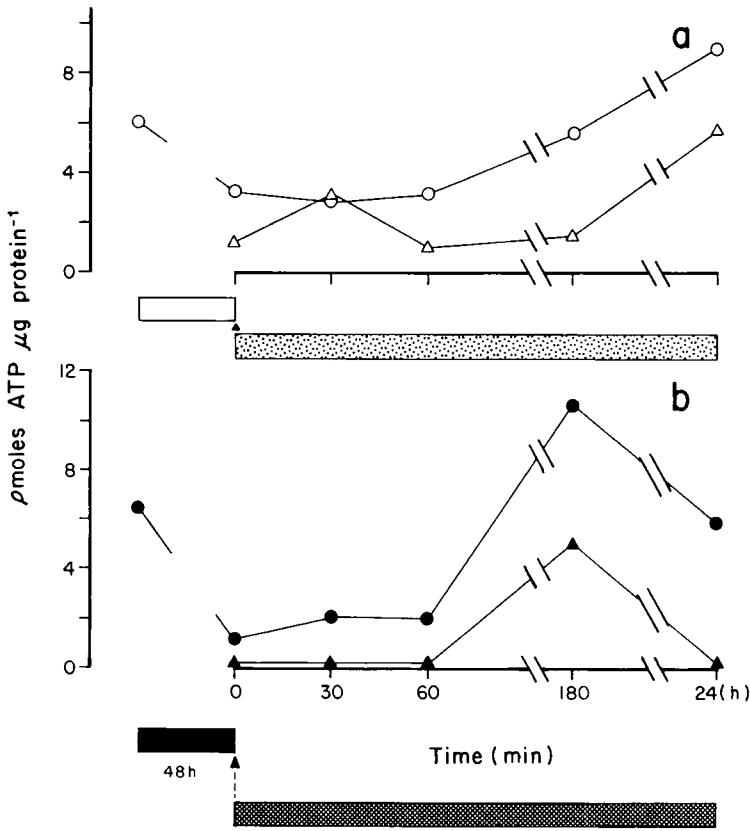 a
8
4
0
pmoles ATP μg protein⁻¹
12
b
8
4
0
0 30 60 180 24(h)
Time (min)
48h